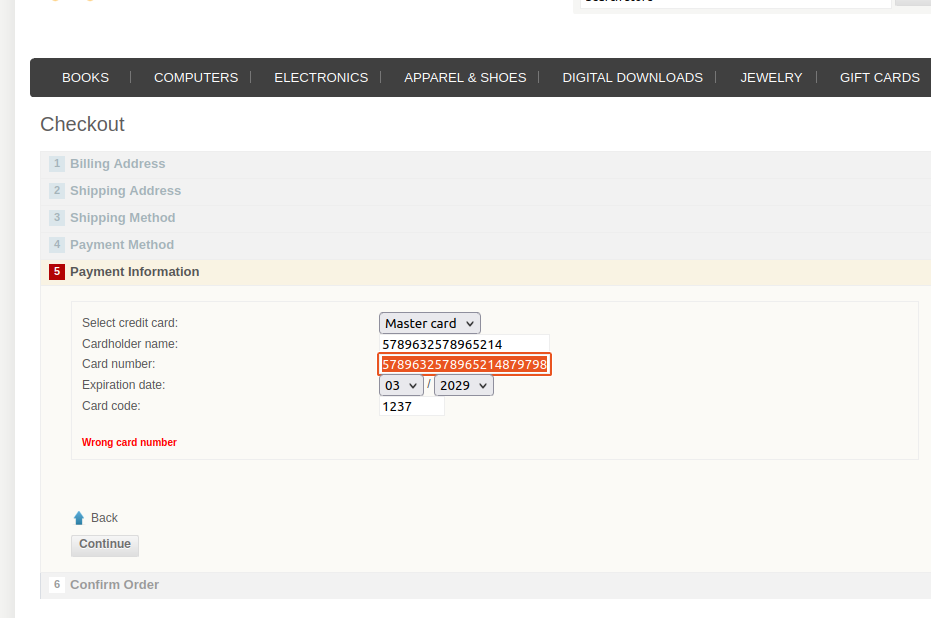 BOOKS COMPUTERS ELECTRONICS APPAREL & SHOES DIGITAL DOWNLOADS JEWELRY GIFT CARDS
Checkout
1 Billing Address
2 Shipping Address
3 Shipping Method
4 Payment Method
5 Payment Information
Select credit card: Master card
Cardholder name: 5789632578965214
Card number: 5789632578965214879798
Expiration date: 03 / 2029
Card code: 1237
Wrong card number
Back
Continue
6 Confirm Order